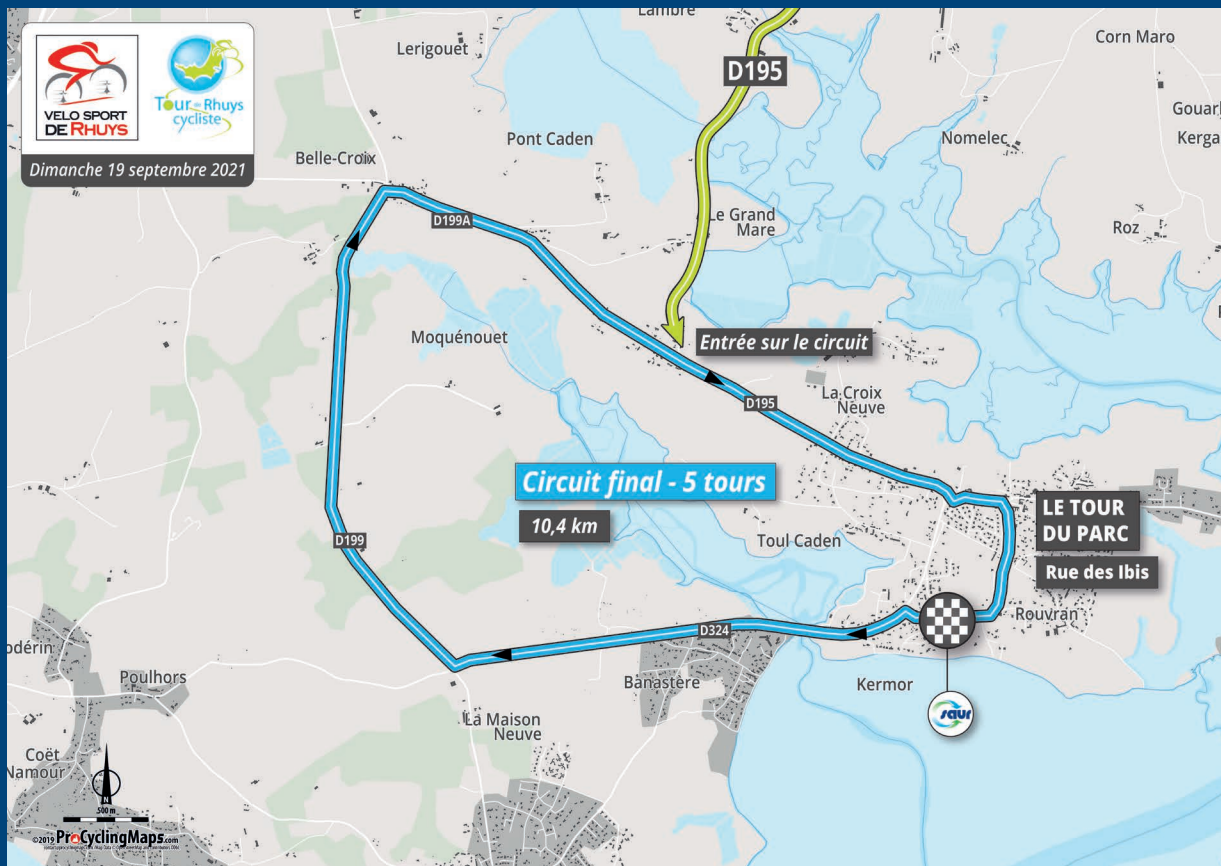 VELO SPORT
DE RHUYS
Tour de Rhuys
cycliste
Dimanche 19 septembre 2021
Lerigouet
Lambré
D195
Corn Maro
Pont Caden
Nomelec
Belle-Croix
D199A
Le Grand
Mare
Roz
Moquénouet
Entrée sur le circuit
La Croix
Neuve
D195
Circuit final - 5 tours
10,4 km
LE TOUR
DU PARC
Rue des Ibis
D199
Toul Caden
Rouvran
D324
Banastère
Kermor
saur
Poulhors
La Maison
Neuve
Coët
Namour
N
500 m
©2019 ProCyclingMaps.com